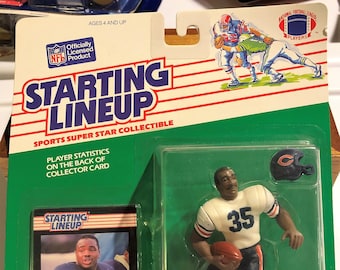 AGES 4 AND UP
NFL
Officially
Licensed
Product
STARTING
LINEUP
SPORTS SUPER STAR COLLECTIBLE
PLAYER STATISTICS
ON THE BACK OF
COLLECTOR CARD
35
STARTING
LINEUP